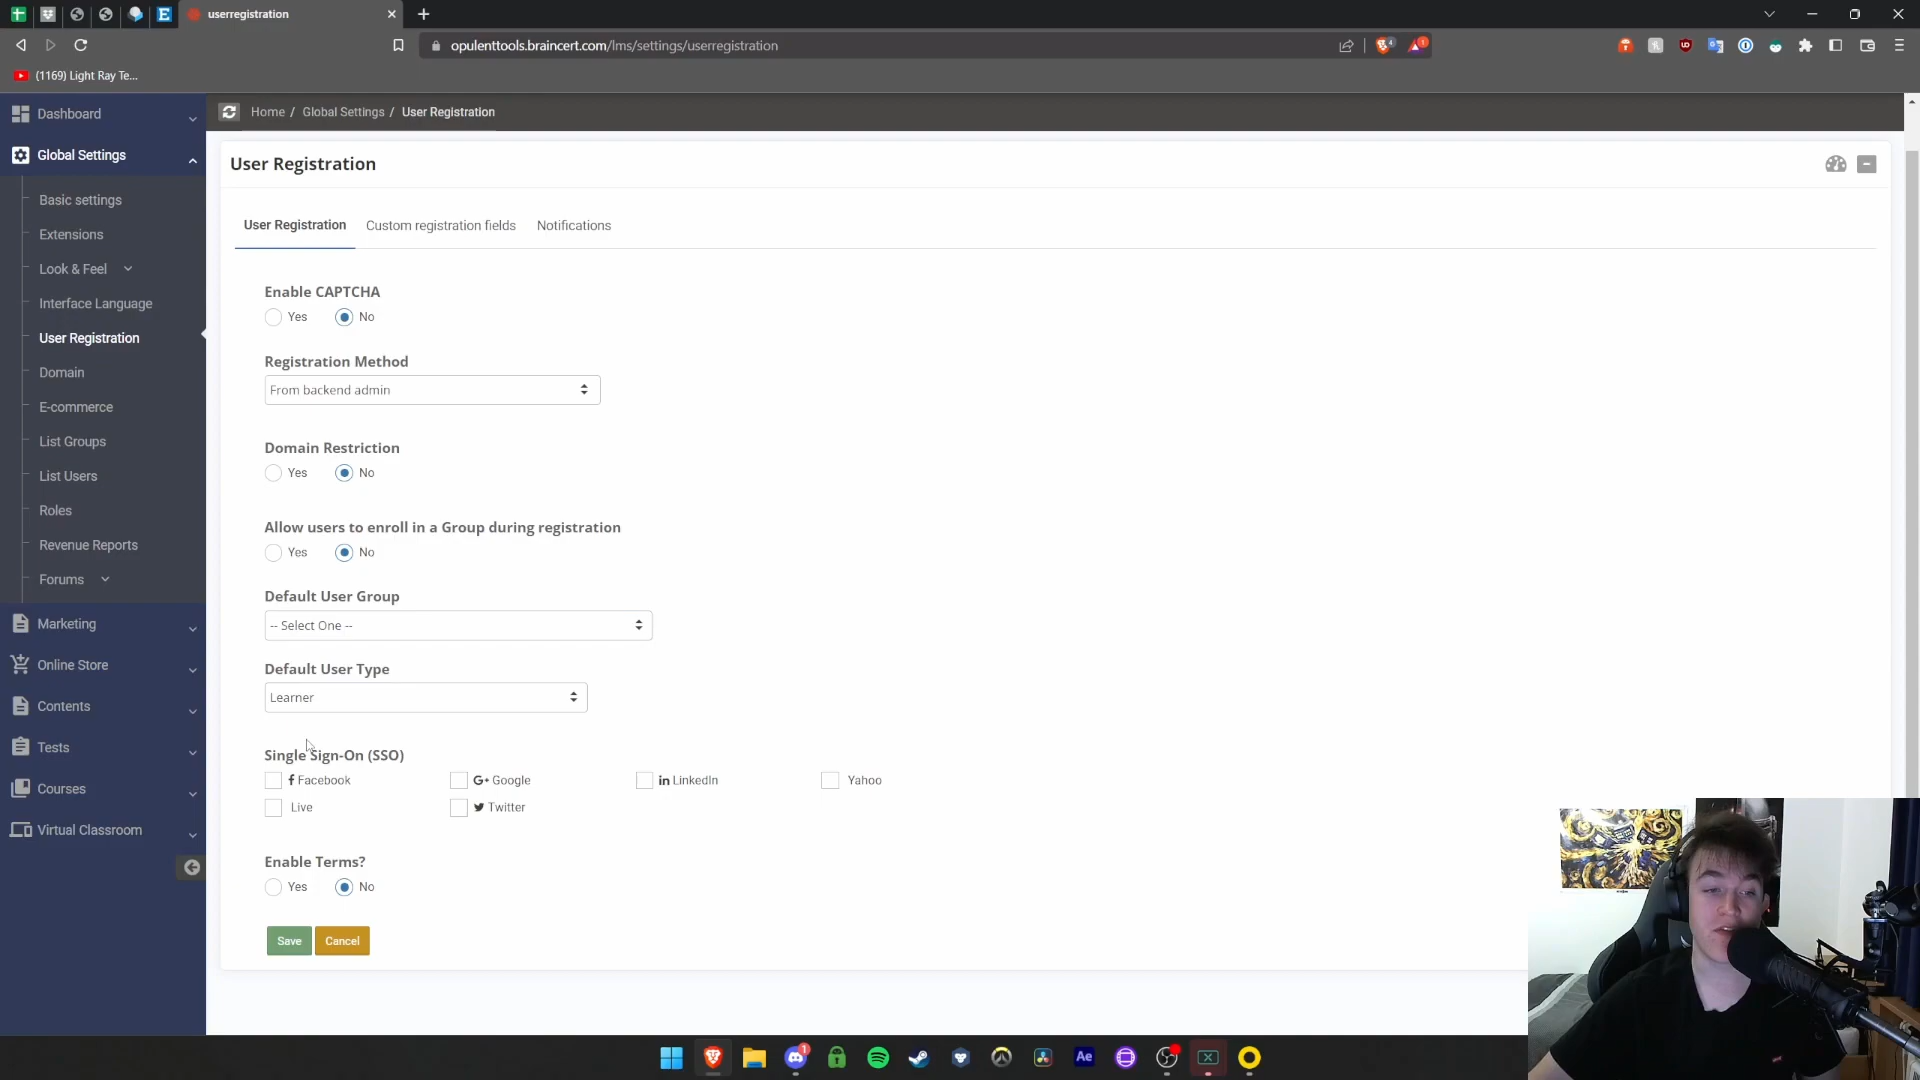 userregistration
opulenttools.braincert.com/lms/settings/userregistration
(1169) Light Ray Te...
Dashboard
Home / Global Settings / User Registration
Global Settings
User Registration
Basic settings
User Registration Custom registration fields Notifications
Extensions
Look & Feel
Enable CAPTCHA
Interface Language
Yes No
User Registration
Registration Method
Domain
From backend admin
E-commerce
List Groups
Domain Restriction
List Users
Yes No
Roles
Allow users to enroll in a Group during registration
Revenue Reports
Yes No
Forums
Default User Group
Marketing
-- Select One --
Online Store
Default User Type
Contents
Learner
Tests
Single Sign-On (SSO)
Courses
Facebook G+ Google in LinkedIn Yahoo
Live Twitter
Virtual Classroom
Enable Terms?
Yes No
Save Cancel
Ae